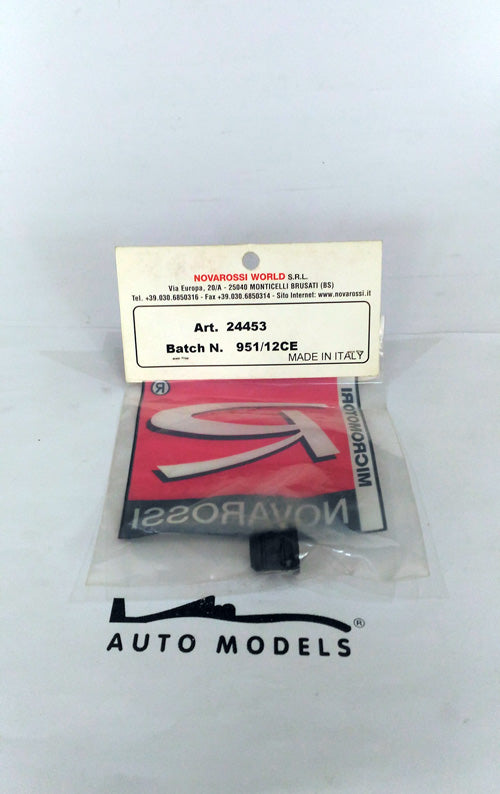 NOVAROSSI WORLD S.R.L.
Via Europa, 20/A - 25040 MONTICELLI BRUSATI (BS)
Tel. +39.030.6850316 - Fax +39.030.6850314 - Sito Internet: www.novarossi.it
Art. 24453
Batch N. 951/12CE
MADE IN ITALY
®
MICROMOTORI
NOVAROSSI
®
AUTO MODELS